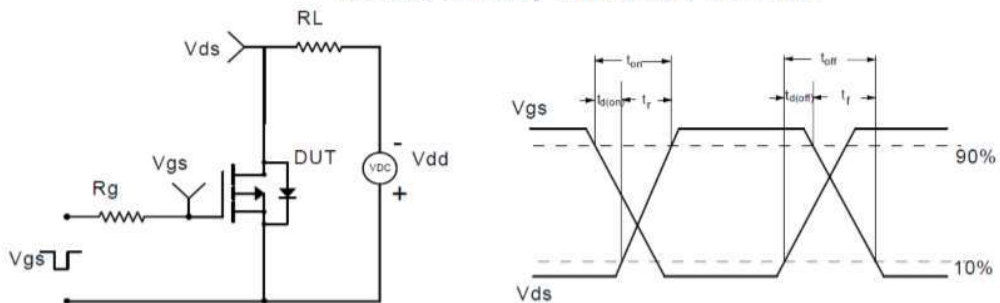 RL
Vds
Vgs
DUT
VDC
-
Vdd
+
Rg
Vgs
ton
toff
td(on)
tr
td(off)
tf
Vgs
90%
10%
Vds